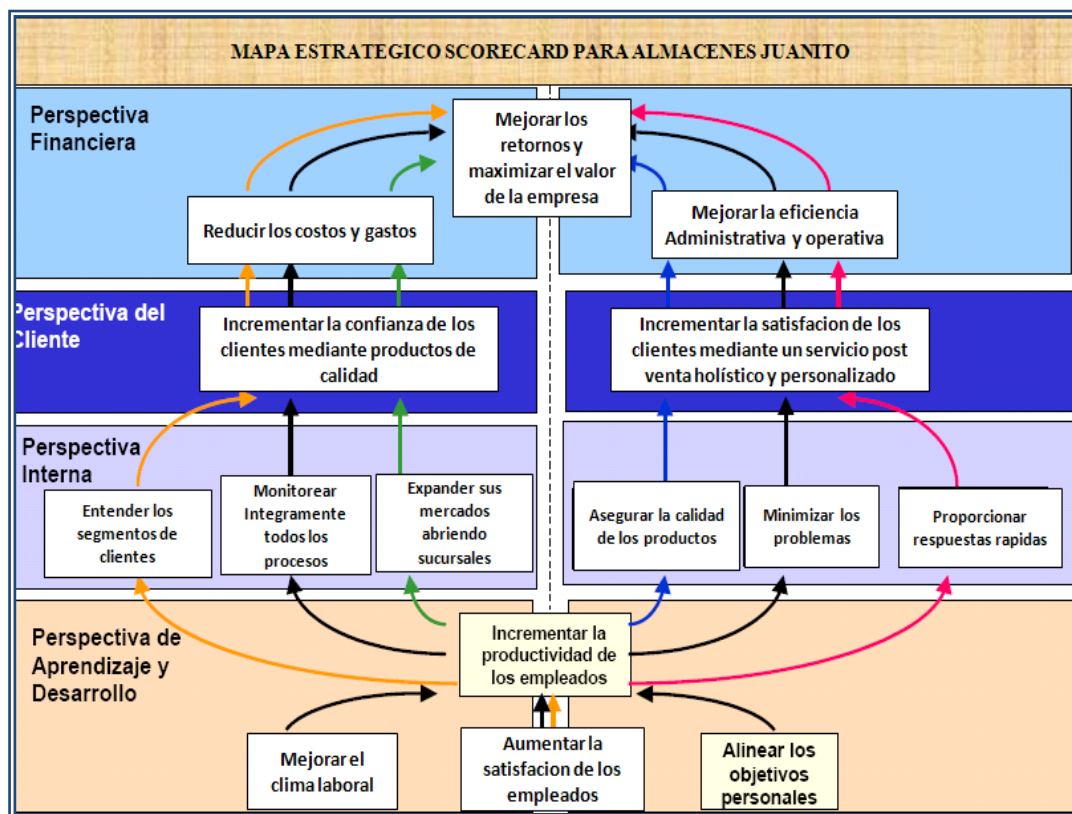 MAPA ESTRATEGICO SCORECARD PARA ALMACENES JUANITO
Perspectiva
Financiera
Mejorar los
retornos y
maximizar el valor
de la empresa
Reducir los costos y gastos
Mejorar la eficiencia
Administrativa y operativa
Perspectiva del
Cliente
Incrementar la confianza de los
clientes mediante productos de
calidad
Incrementar la satisfacion de los
clientes mediante un servicio post
venta holístico y personalizado
Perspectiva
Interna
Entender los
segmentos de
clientes
Monitorear
Integramente
todos los
procesos
Expander sus
mercados
abriendo
sucursales
Asegurar la calidad
de los productos
Minimizar los
problemas
Proporcionar
respuestas rapidas
Perspectiva de
Aprendizaje y
Desarrollo
Incrementar la
productividad de
los empleados
Mejorar el
clima laboral
Aumentar la
satisfacion de los
empleados
Alinear los
objetivos
personales